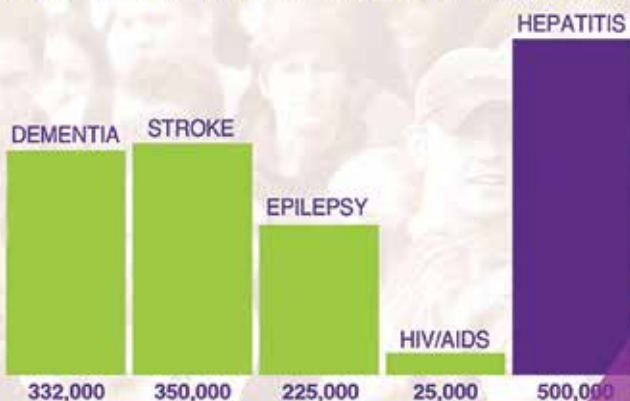 HEPATITIS
DEMENTIA STROKE
EPILEPSY
HIV/AIDS
332,000 350,000 225,000 25,000 500,000